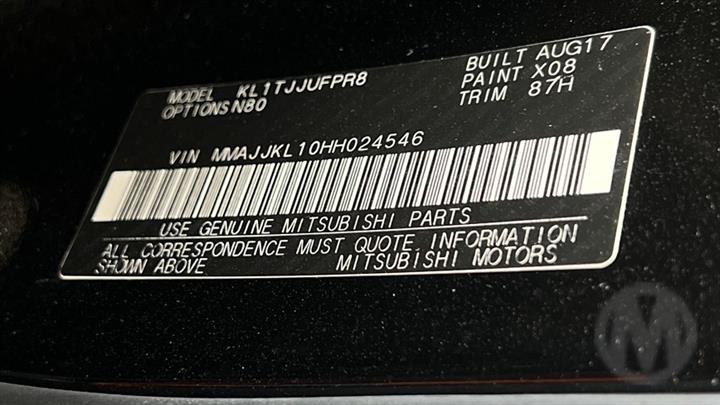 MODEL KL1TJJUFPR8 BUILT AUG17
OPTIONS N80 PAINT X08
TRIM 87H
VIN MMAJJKL10HH024546
USE GENUINE MITSUBISHI PARTS
ALL CORRESPONDENCE MUST QUOTE INFORMATION
SHOWN ABOVE MITSUBISHI MOTORS
M